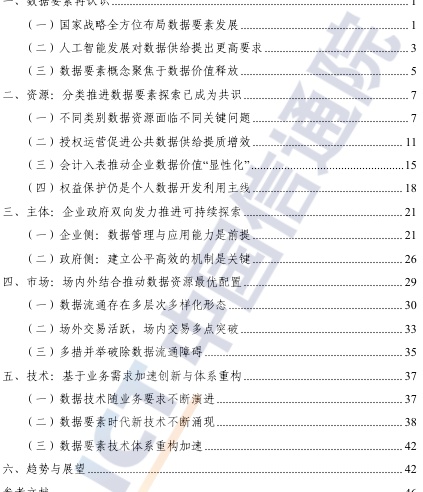 一、数据要素再认识 1
（一）国家战略全方位布局数据要素发展 1
（二）人工智能发展对数据供给提出更高要求 3
（三）数据要素概念聚焦于数据价值释放 5
二、资源：分类推进数据要素探索已成为共识 7
（一）不同类别数据资源面临不同关键问题 7
（二）授权运营促进公共数据供给提质增效 11
（三）会计入表推动企业数据价值“显性化” 15
（四）权益保护仍是个人数据开发利用主线 18
三、主体：企业政府双向发力推进可持续探索 21
（一）企业侧：数据管理与应用能力是前提 21
（二）政府侧：建立公平高效的机制是关键 26
四、市场：场内外结合推动数据资源最优配置 29
（一）数据流通存在多层次多样化形态 30
（二）场外交易活跃，场内交易多点突破 33
（三）多措并举破除数据流通障碍 35
五、技术：基于业务需求加速创新与体系重构 37
（一）数据技术随业务要求不断演进 37
（二）数据要素时代新技术不断涌现 38
（三）数据要素技术体系重构加速 42
六、趋势与展望 42
参考文献 46
CT 中国信通院